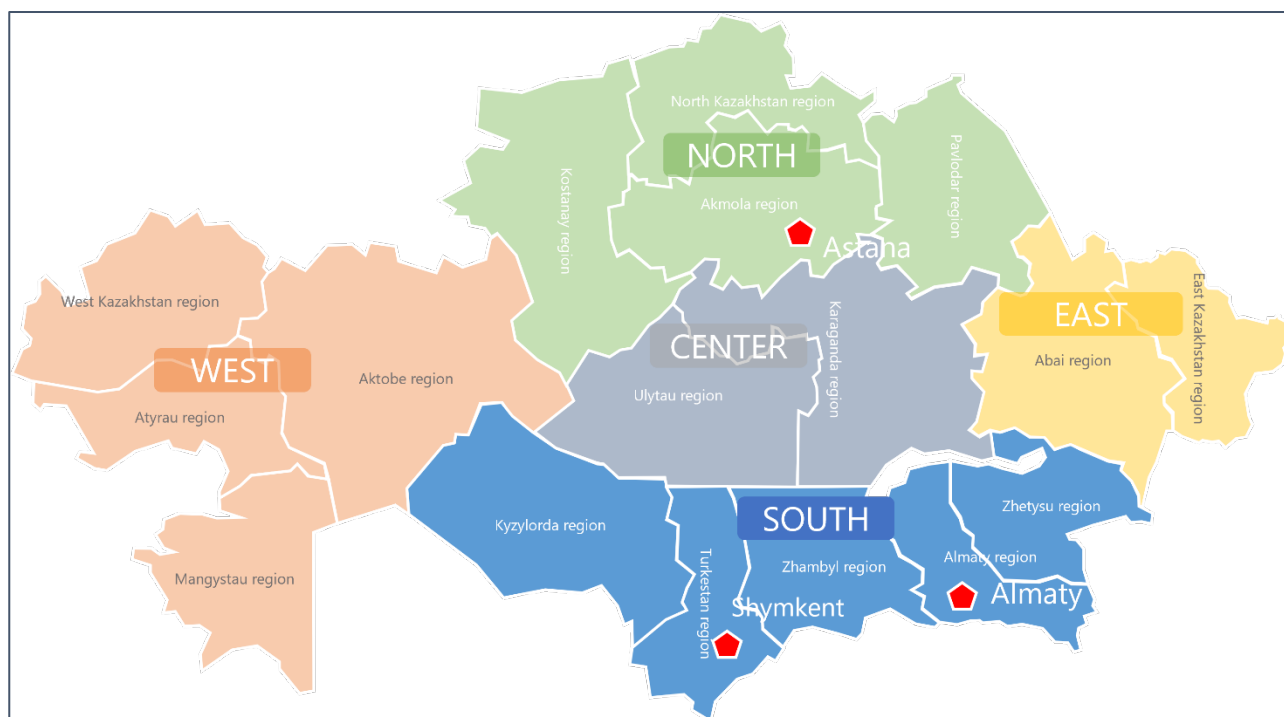 North Kazakhstan region
NORTH
Pavlodar region
Kostanay region
Akmola region
Astana
West Kazakhstan region
East Kazakhstan region
EAST
CENTER
Karaganda region
WEST
Abai region
Aktobe region
Ulytau region
Atyrau region
Zhetysu region
SOUTH
Kyzylorda region
Turkestan region
Almaty region
Zhambyl region
Mangystau region
Almaty
Shymkent